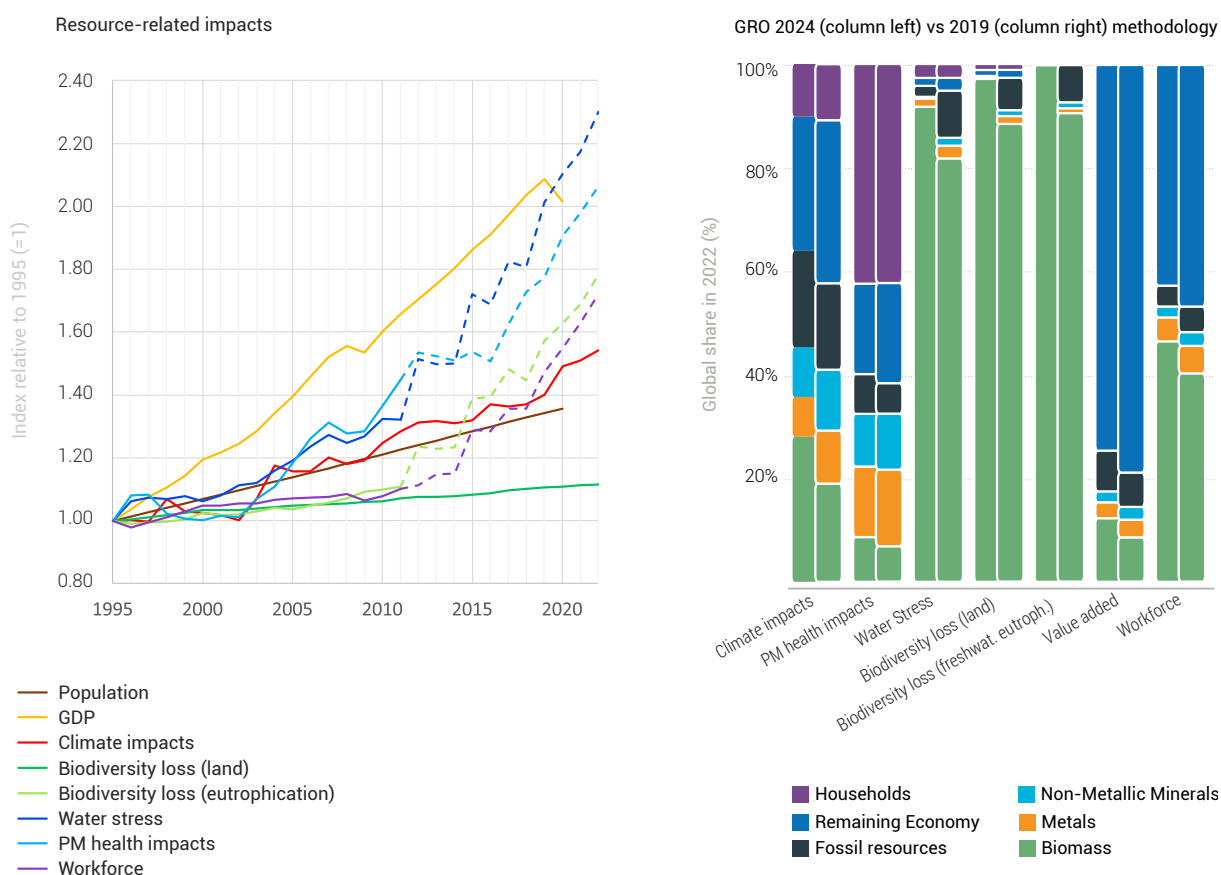 Resource-related impacts
Index relative to 1995 (=1)
2.40
2.20
2.00
1.80
1.60
1.40
1.20
1.00
0.80
1995
2000
2005
2010
2015
2020
Population
GDP
Climate impacts
Biodiversity loss (land)
Biodiversity loss (eutrophication)
Water stress
PM health impacts
Workforce
GRO 2024 (column left) vs 2019 (column right) methodology
Global share in 2022 (%)
100%
80%
60%
40%
20%
Climate impacts
PM health impacts
Water Stress
Biodiversity loss (land)
Biodiversity loss (freshwat. eutroph.)
Value added
Workforce
Households
Remaining Economy
Fossil resources
Non-Metallic Minerals
Metals
Biomass